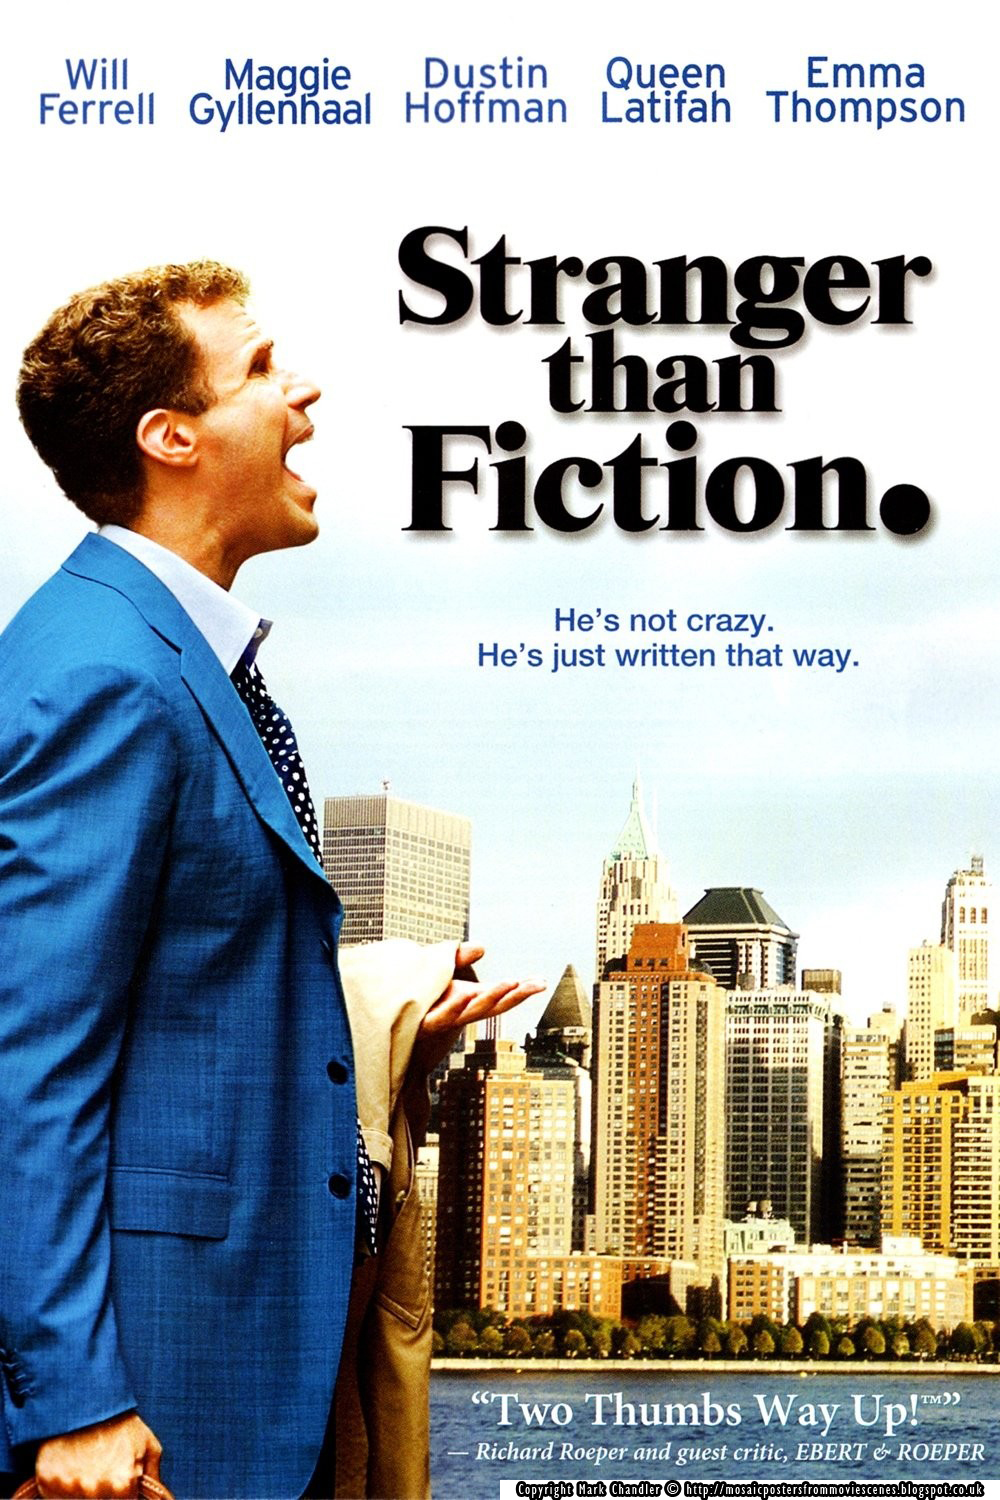 Will Ferrell
Maggie Gyllenhaal
Dustin Hoffman
Queen Latifah
Emma Thompson
Stranger
than
Fiction.
He's not crazy.
He's just written that way.
“Two Thumbs Way Up!™”
— Richard Roeper and guest critic, EBERT & ROEPER
Copyright Mark Chandler © http://mosaicpostersfrommoviescenes.blogspot.co.uk